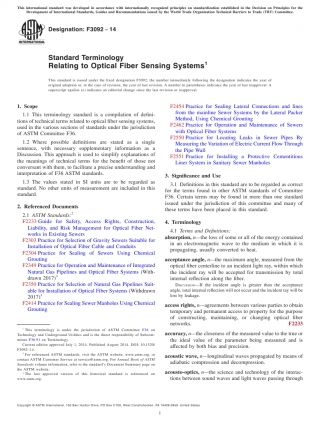 This international standard was developed in accordance with internationally recognized principles on standardization established in the Decision on Principles for the
Development of International Standards, Guides and Recommendations issued by the World Trade Organization Technical Barriers to Trade (TBT) Committee.
Designation: F3092 − 14
INTERNATIONAL
Standard Terminology
Relating to Optical Fiber Sensing Systems¹
This standard is issued under the fixed designation F3092; the number immediately following the designation indicates the year of
original adoption or, in the case of revision, the year of last revision. A number in parentheses indicates the year of last reapproval. A
superscript epsilon (ε) indicates an editorial change since the last revision or reapproval.
1. Scope
1.1 This terminology standard is a compilation of defini-
tions of technical terms related to optical fiber sensing systems,
used in the various sections of standards under the jurisdiction
of ASTM Committee F36.
1.2 Where possible definitions are stated as a single
sentence, with necessary supplementary information as a
Discussion. This approach is used to simplify explanations of
the meanings of technical terms for the benefit of those not
conversant with them, to facilitate a precise understanding and
interpretation of F36 ASTM standards.
1.3 The values stated in SI units are to be regarded as
standard. No other units of measurement are included in this
standard.
2. Referenced Documents
2.1 ASTM Standards:²
F2233 Guide for Safety, Access Rights, Construction,
Liability, and Risk Management for Optical Fiber Net-
works in Existing Sewers
F2303 Practice for Selection of Gravity Sewers Suitable for
Installation of Optical Fiber Cable and Conduits
F2304 Practice for Sealing of Sewers Using Chemical
Grouting
F2349 Practice for Operation and Maintenance of Integrated
Natural Gas Pipelines and Optical Fiber Systems (With-
drawn 2017)³
F2350 Practice for Selection of Natural Gas Pipelines Suit-
able for Installation of Optical Fiber Systems (Withdrawn
2017)³
F2414 Practice for Sealing Sewer Manholes Using Chemical
Grouting
¹ This terminology is under the jurisdiction of ASTM Committee F36 on
Technology and Underground Utilities and is the direct responsibility of Subcom-
mittee F36.91 on Terminology.
Current edition approved July 1, 2014. Published August 2014. DOI: 10.1520/
F3092-14.
² For referenced ASTM standards, visit the ASTM website, www.astm.org, or
contact ASTM Customer Service at service@astm.org. For Annual Book of ASTM
Standards volume information, refer to the standard's Document Summary page on
the ASTM website.
³ The last approved version of this historical standard is referenced on
www.astm.org.
F2454 Practice for Sealing Lateral Connections and lines
from the mainline Sewer Systems by the Lateral Packer
Method, Using Chemical Grouting
F2462 Practice for Operation and Maintenance of Sewers
with Optical Fiber Systems
F2550 Practice for Locating Leaks in Sewer Pipes By
Measuring the Variation of Electric Current Flow Through
the Pipe Wall
F2551 Practice for Installing a Protective Cementitious
Liner System in Sanitary Sewer Manholes
3. Significance and Use
3.1 Definitions in this standard are to be regarded as correct
for the terms found in other ASTM standards of Committee
F36. Certain terms may be found in more than one standard
issued under the jurisdiction of this committee and many of
these terms have been placed in this standard.
4. Terminology
4.1 Terms and Definitions:
absorption, n—the loss of some or all of the energy contained
in an electromagnetic wave to the medium in which it is
propagating, usually converted to heat.
acceptance angle, n—the maximum angle, measured from the
optical fiber centerline to an incident light ray, within which
the incident ray will be accepted for transmission by total
internal reflection along the fiber.
DISCUSSION—If the incident angle is greater than the acceptance
angle, total internal reflection will not occur and the incident ray will be
lost by leakage.
access rights, n—agreements between various parties to obtain
temporary and permanent access to property for the purpose
of constructing, maintaining, or changing optical fiber
networks. F2233
accuracy, n—the closeness of the measured value to the true or
the ideal value of the parameter being measured and is
affected by both bias and precision.
acoustic wave, n—longitudinal waves propagated by means of
adiabatic compression and decompression.
acousto-optics, n—the science and technology of the interac-
tions between sound waves and light waves passing through
Copyright © ASTM International, 100 Barr Harbor Drive, PO Box C700, West Conshohocken, PA 19428-2959. United States
1